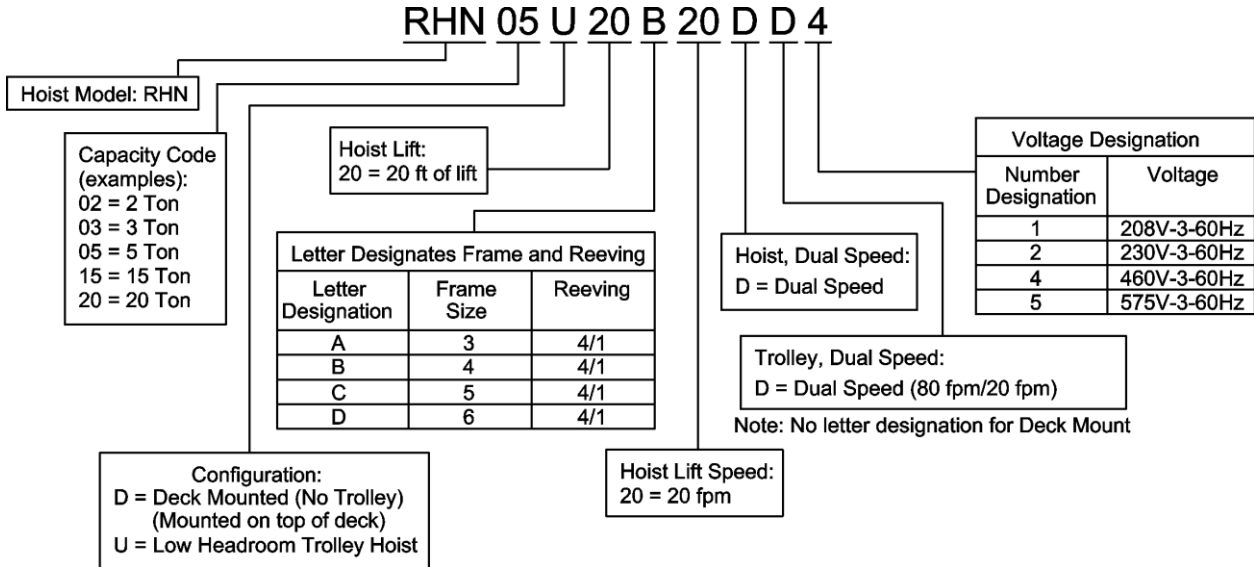 RHN 05 U 20 B 20 D D 4
Hoist Model: RHN
Capacity Code
(examples):
02 = 2 Ton
03 = 3 Ton
05 = 5 Ton
15 = 15 Ton
20 = 20 Ton
Hoist Lift:
20 = 20 ft of lift
Voltage Designation
Number Designation Voltage
1 208V-3-60Hz
2 230V-3-60Hz
4 460V-3-60Hz
5 575V-3-60Hz
Letter Designates Frame and Reeving
Letter Designation Frame Size Reeving
A 3 4/1
B 4 4/1
C 5 4/1
D 6 4/1
Hoist, Dual Speed:
D = Dual Speed
Trolley, Dual Speed:
D = Dual Speed (80 fpm/20 fpm)
Note: No letter designation for Deck Mount
Configuration:
D = Deck Mounted (No Trolley)
(Mounted on top of deck)
U = Low Headroom Trolley Hoist
Hoist Lift Speed:
20 = 20 fpm